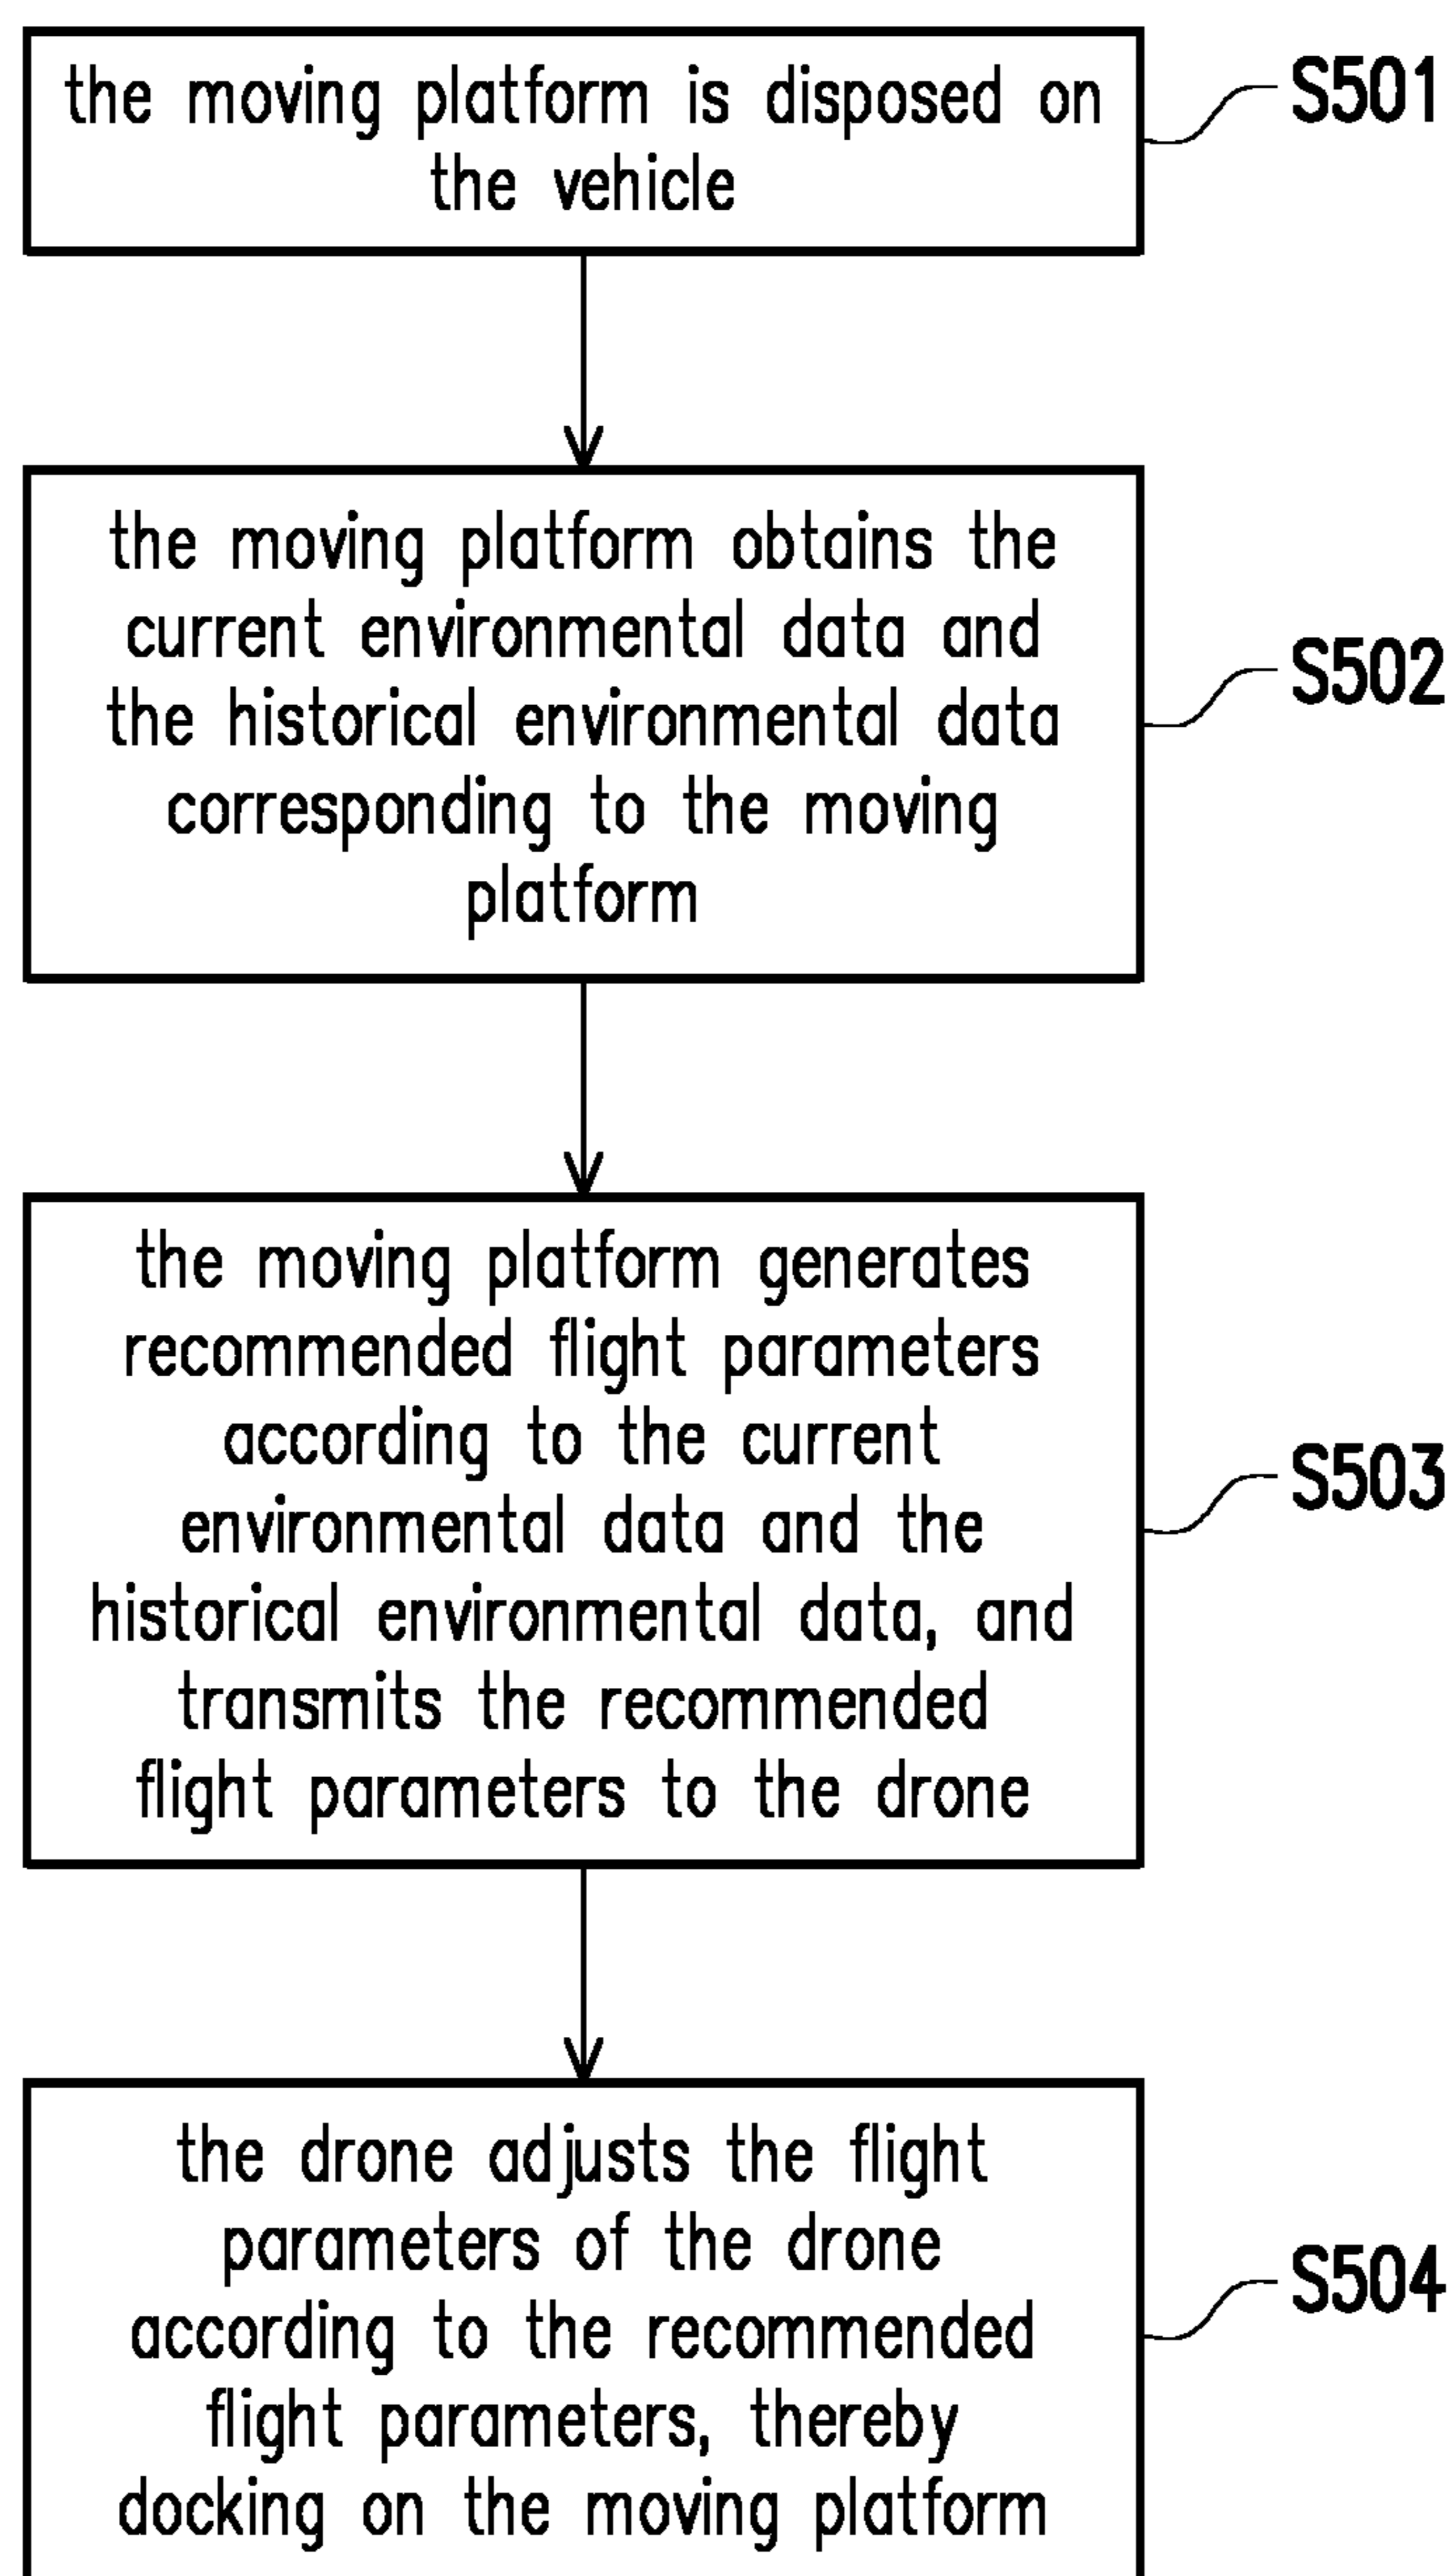 the moving platform is disposed on
the vehicle
S501
the moving platform obtains the
current environmental data and
the historical environmental data
corresponding to the moving
platform
S502
the moving platform generates
recommended flight parameters
according to the current
environmental data and the
historical environmental data, and
transmits the recommended
flight parameters to the drone
S503
the drone adjusts the flight
parameters of the drone
according to the recommended
flight parameters, thereby
docking on the moving platform
S504